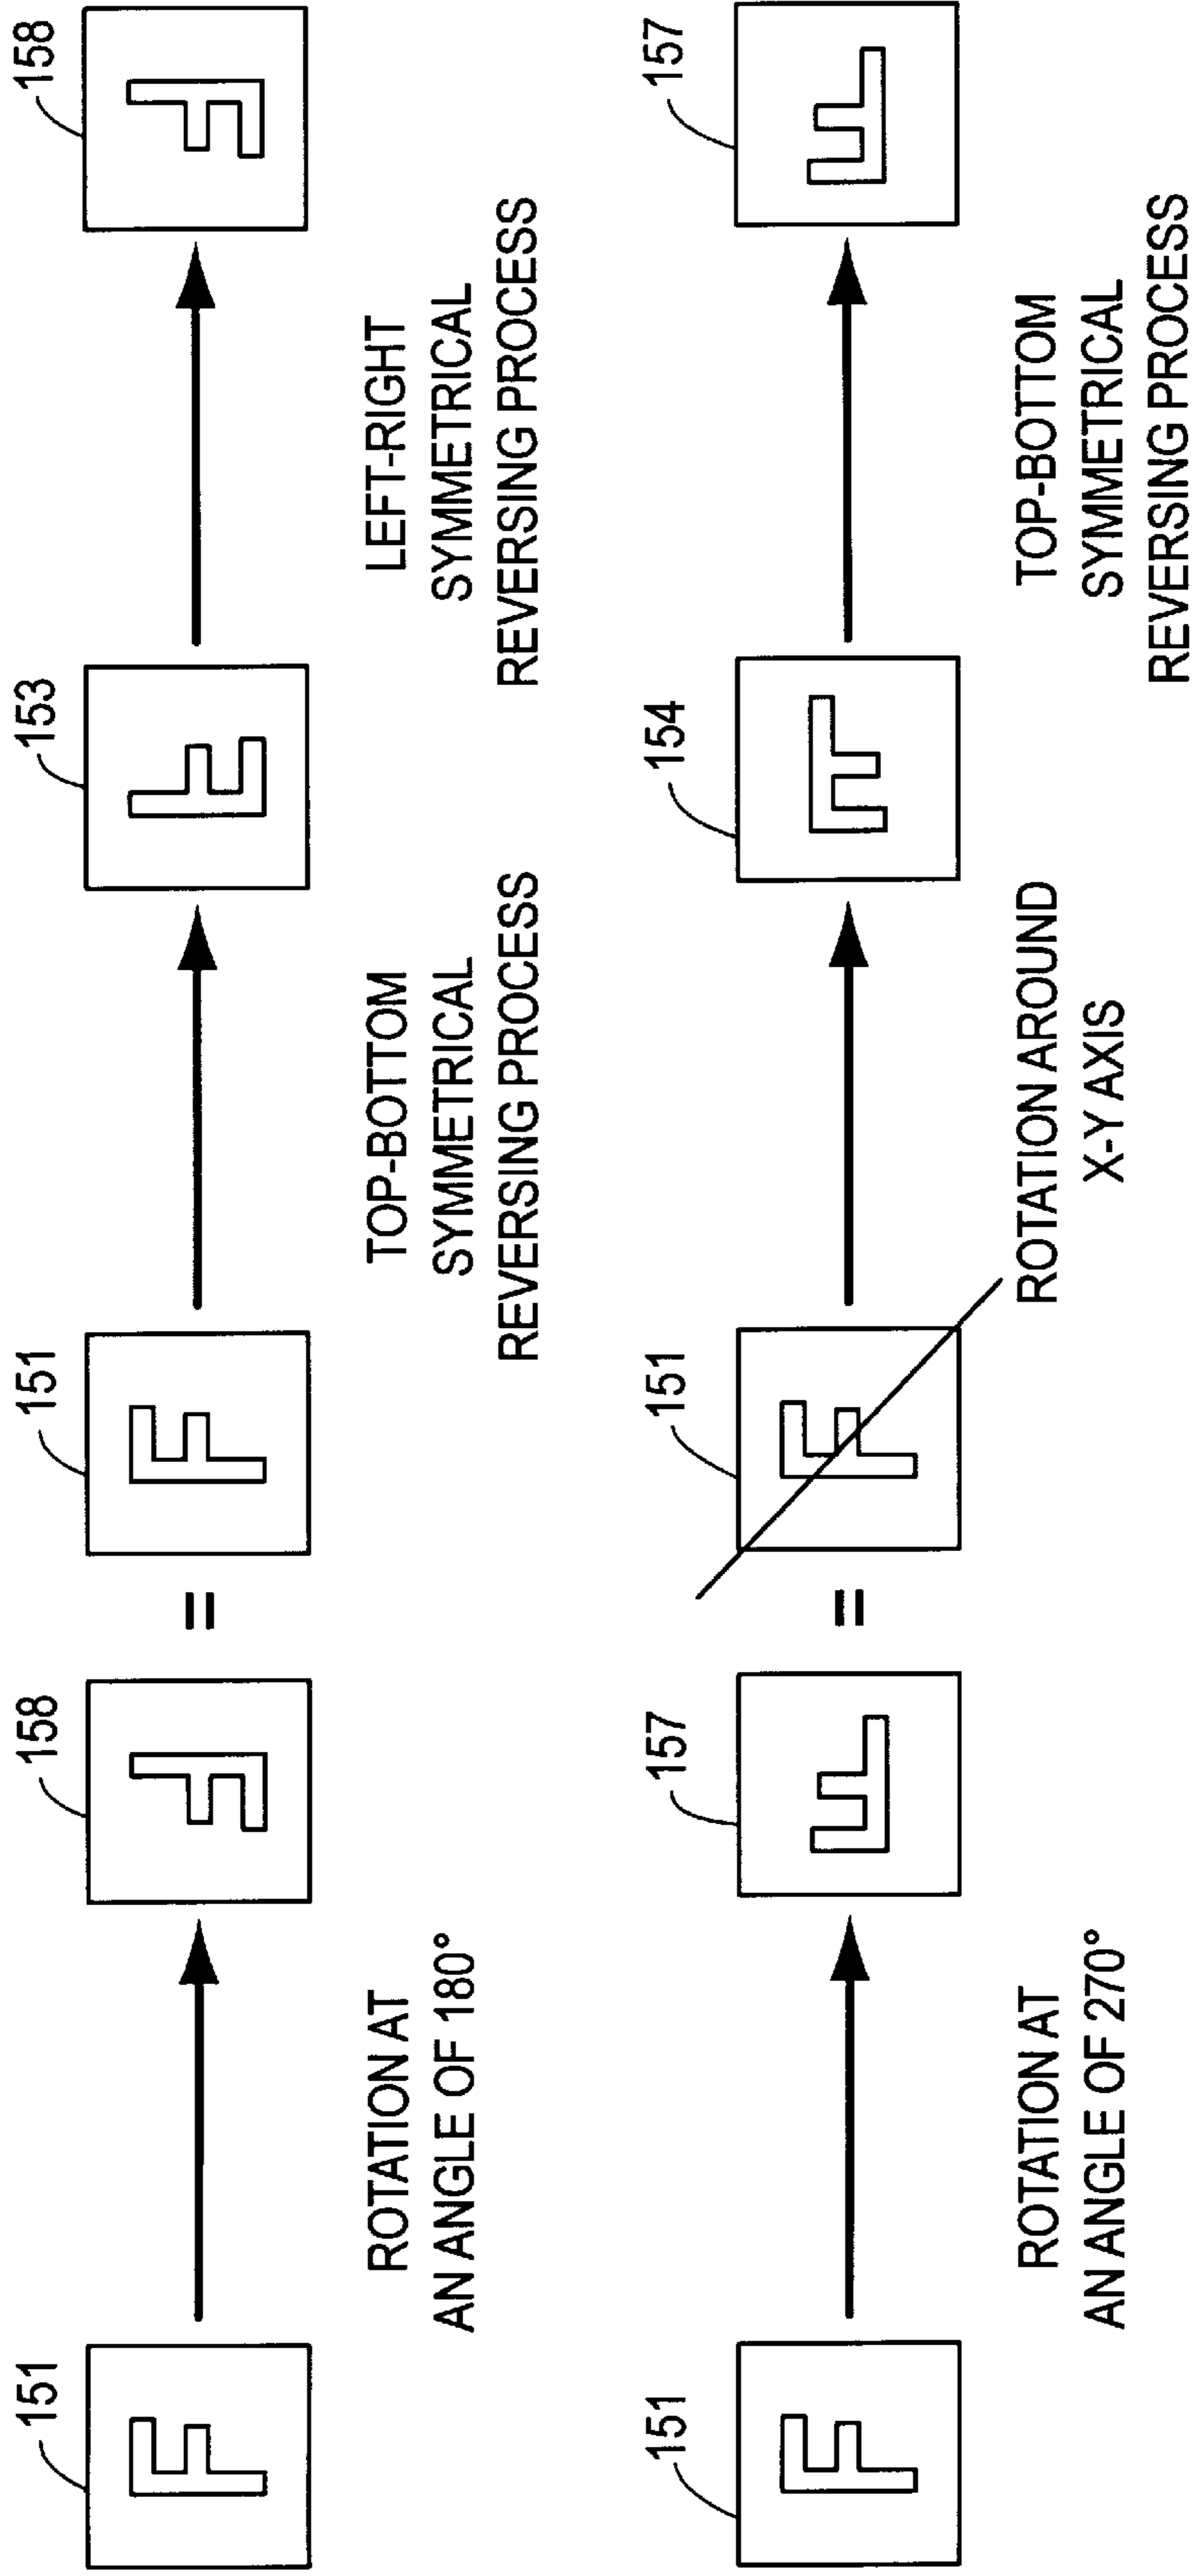 151
158
151
153
158
F
F
=
F
F
F
ROTATION AT
AN ANGLE OF 180°
TOP-BOTTOM
SYMMETRICAL
REVERSING PROCESS
LEFT-RIGHT
SYMMETRICAL
REVERSING PROCESS
151
157
151
154
157
F
F
=
F
F
F
ROTATION AT
AN ANGLE OF 270°
ROTATION AROUND
X-Y AXIS
TOP-BOTTOM
SYMMETRICAL
REVERSING PROCESS